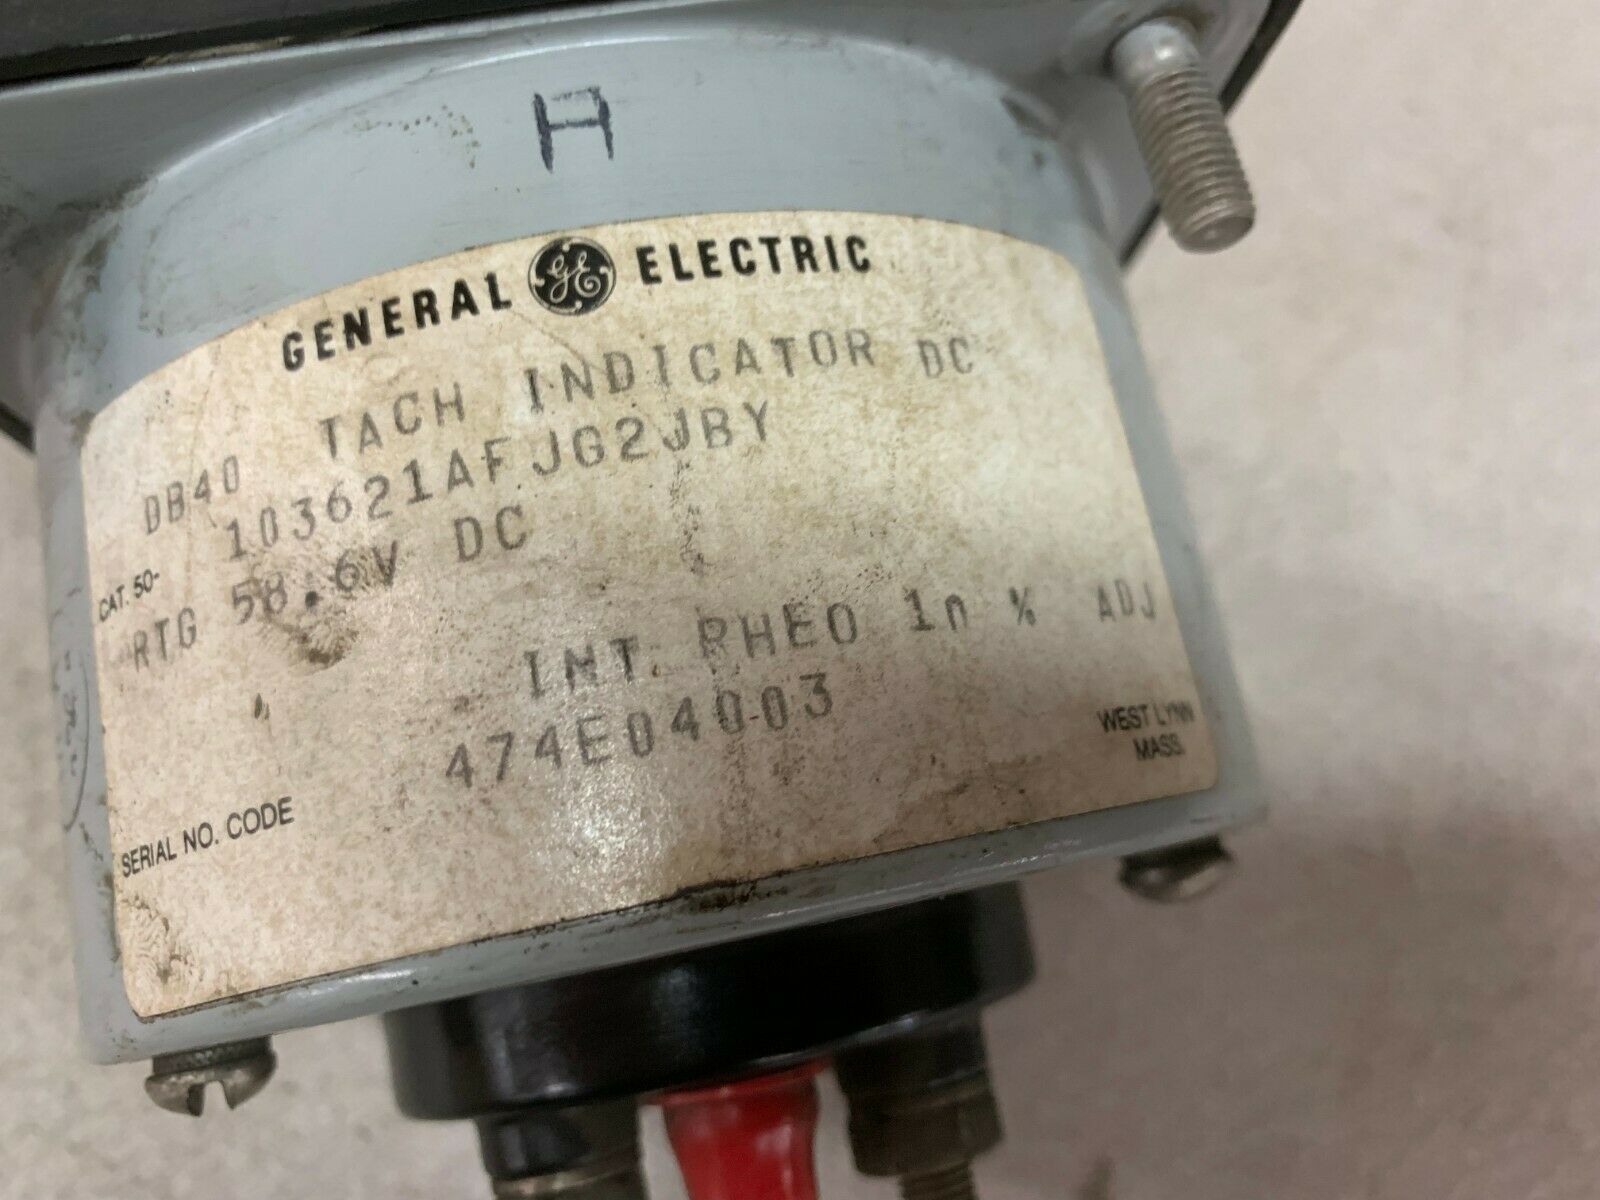 H
GENERAL GE ELECTRIC
DB40 TACH INDICATOR DC
CAT. 50- 103621AFJG2JBY
RTG 58.6V DC
INT RHEO 10 % ADJ
474E04003
WEST LYNN
MASS.
SERIAL NO. CODE